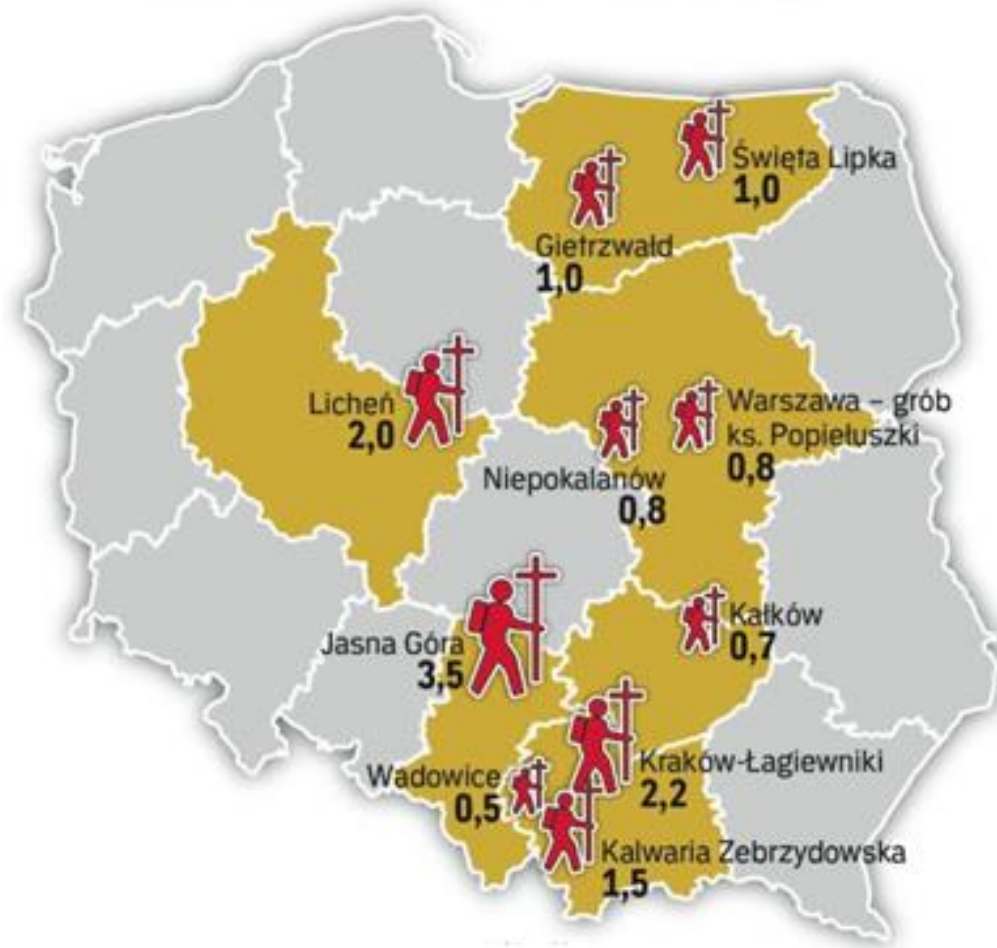 Święta Lipka
1,0
Gietrzwałd
1,0
Licheń
2,0
Warszawa – grób
ks. Popiełuszki
0,8
Niepokalanów
0,8
Kałków
0,7
Jasna Góra
3,5
Kraków-Łagiewniki
2,2
Wadowice
0,5
Kalwaria Zebrzydowska
1,5